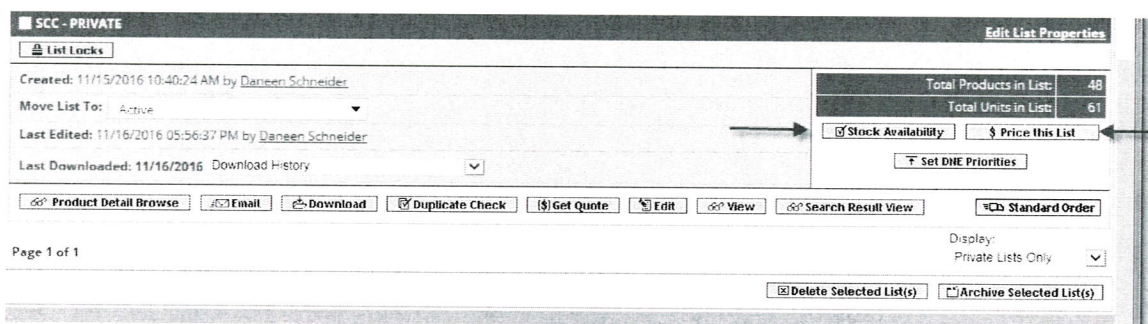 SCC - PRIVATE
Edit List Properties
List Locks
Created: 11/15/2016 10:40:24 AM by Daneen Schneider
Total Products in List: 48
Move List To: Active
Total Units in List: 61
Last Edited: 11/16/2016 05:56:37 PM by Daneen Schneider
Stock Availability $ Price this List
Last Downloaded: 11/16/2016 Download History
Set DNE Priorities
Product Detail Browse Email Download Duplicate Check ($) Get Quote Edit View Search Result View Standard Order
Display:
Page 1 of 1
Private Lists Only
Delete Selected List(s) Archive Selected List(s)